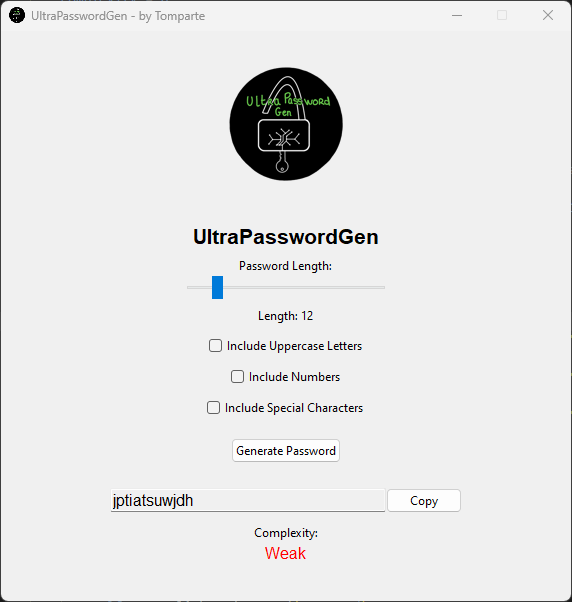 UltraPasswordGen - by Tomparte
Ultra Password
Gen
UltraPasswordGen
Password Length:
Length: 12
Include Uppercase Letters
Include Numbers
Include Special Characters
Generate Password
jptiatsuwjdh Copy
Complexity:
Weak